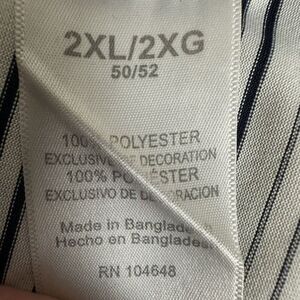 2XL/2XG
50/52
100% POLYESTER
EXCLUSIVE OF DECORATION
100% POLYESTER
EXCLUSIVO DE DECORACION
Made in Bangladesh
Hecho en Bangladesh
RN 104648